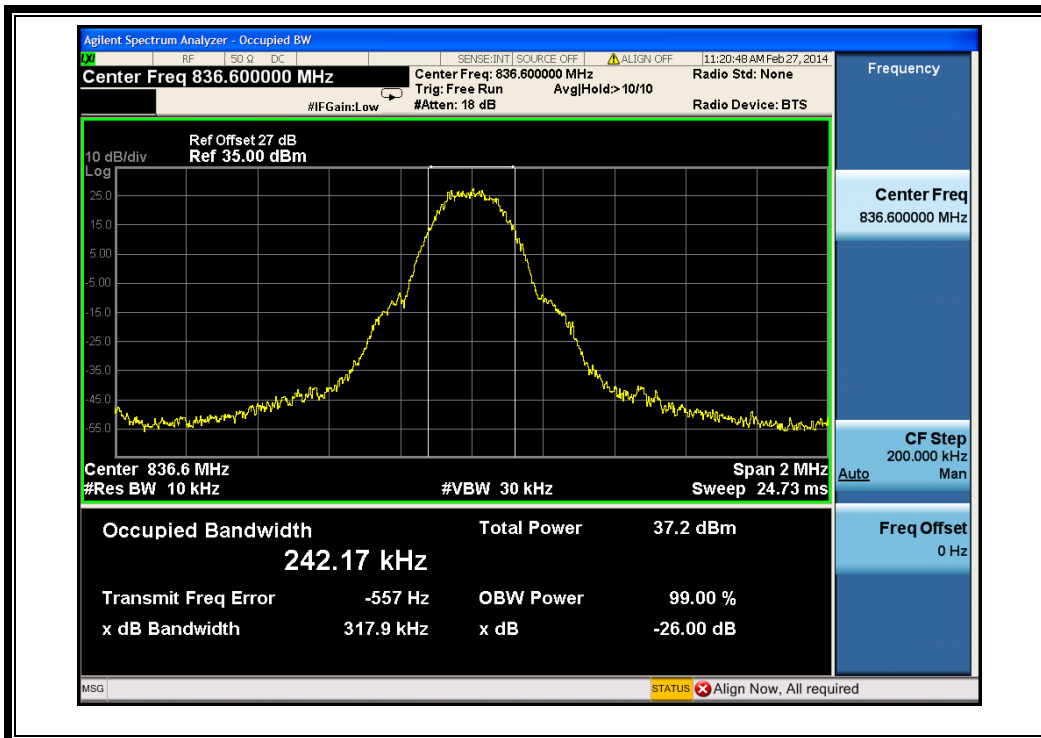 Agilent Spectrum Analyzer - Occupied BW
LXI RF 50 Ω DC SENSE:INT SOURCE OFF ALIGN OFF 11:20:48 AM Feb 27, 2014
Center Freq 836.600000 MHz
Center Freq: 836.600000 MHz
Radio Std: None
Trig: Free Run Avg|Hold:> 10/10
#IFGain:Low
#Atten: 18 dB
Radio Device: BTS
Ref Offset 27 dB
10 dB/div Ref 35.00 dBm
Log
25.0
15.0
5.00
-5.00
-15.0
-25.0
-35.0
-45.0
-55.0
Center 836.6 MHz Span 2 MHz
#Res BW 10 kHz #VBW 30 kHz Sweep 24.73 ms
Occupied Bandwidth Total Power 37.2 dBm
242.17 kHz
Transmit Freq Error -557 Hz OBW Power 99.00 %
x dB Bandwidth 317.9 kHz x dB -26.00 dB
Frequency
Center Freq
836.600000 MHz
CF Step
200.000 kHz
Auto Man
Freq Offset
0 Hz
MSG STATUS Align Now, All required